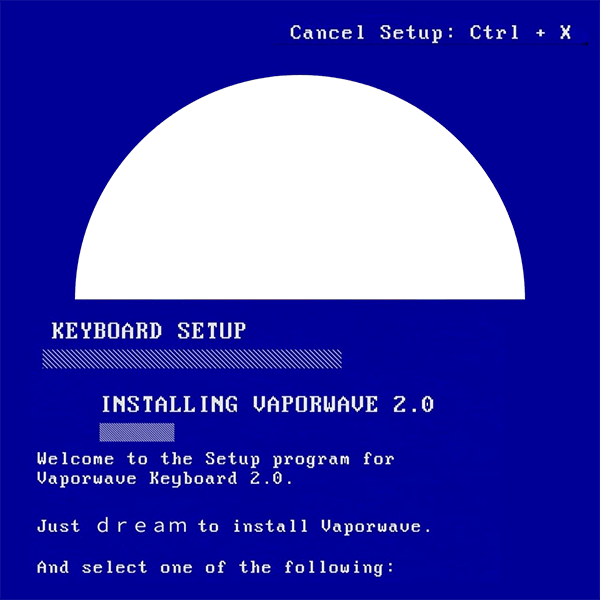 Cancel Setup: Ctrl + X
KEYBOARD SETUP
INSTALLING VAPORWAVE 2.0
Welcome to the Setup program for
Vaporwave Keyboard 2.0.
Just ｄｒｅａｍ to install Vaporwave.
And select one of the following: